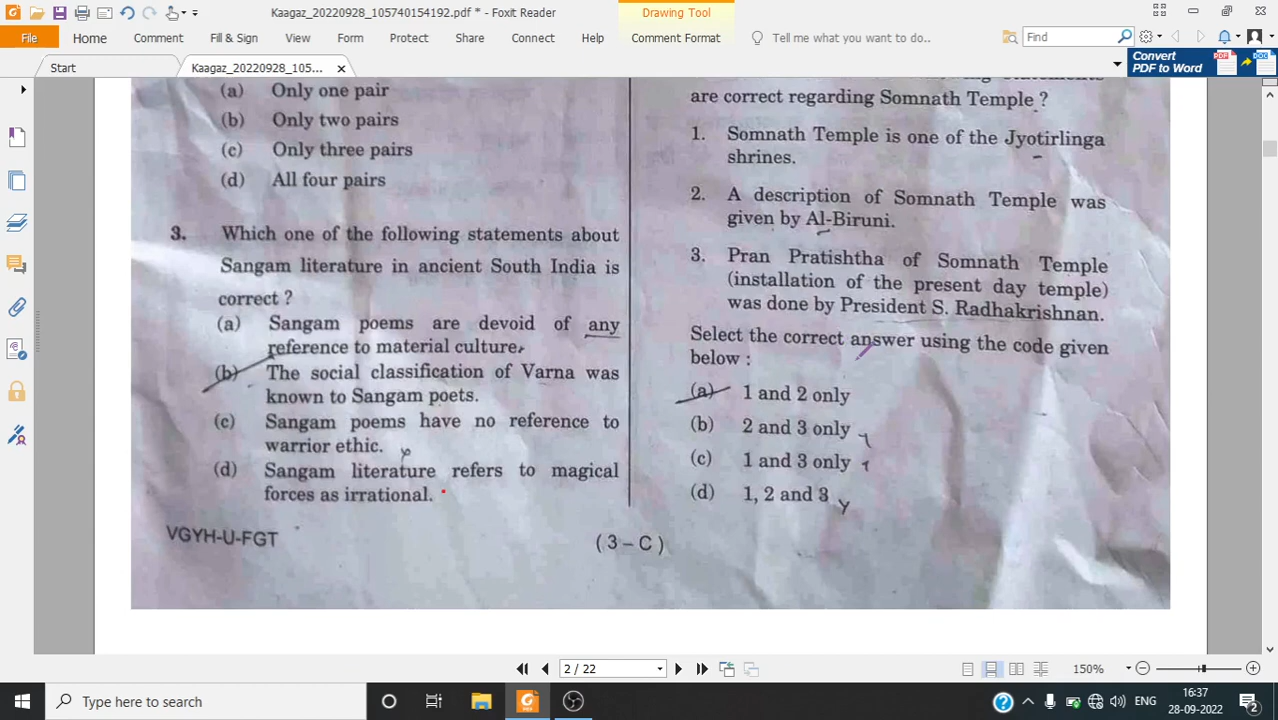 Kaagaz_20220928_105740154192.pdf * - Foxit Reader
Drawing Tool
File
Home
Comment
Fill & Sign
View
Form
Protect
Share
Connect
Help
Comment Format
Tell me what you want to do..
Find
Start
Kaagaz_20220928_105...
Convert
PDF to Word
(a) Only one pair
(b) Only two pairs
(c) Only three pairs
(d) All four pairs
3. Which one of the following statements about
Sangam literature in ancient South India is
correct ?
(a) Sangam poems are devoid of any
reference to material culture.
(b) The social classification of Varna was
known to Sangam poets.
(c) Sangam poems have no reference to
warrior ethic.
(d) Sangam literature refers to magical
forces as irrational.
VGYH-U-FGT
(3–C)
are correct regarding Somnath Temple ?
1. Somnath Temple is one of the Jyotirlinga
shrines.
2. A description of Somnath Temple was
given by Al-Biruni.
3. Pran Pratishtha of Somnath Temple
(installation of the present day temple)
was done by President S. Radhakrishnan.
Select the correct answer using the code given
below :
(a) 1 and 2 only
(b) 2 and 3 only
(c) 1 and 3 only
(d) 1, 2 and 3
2 / 22
150%
Type here to search
ENG
16:37
28-09-2022
2